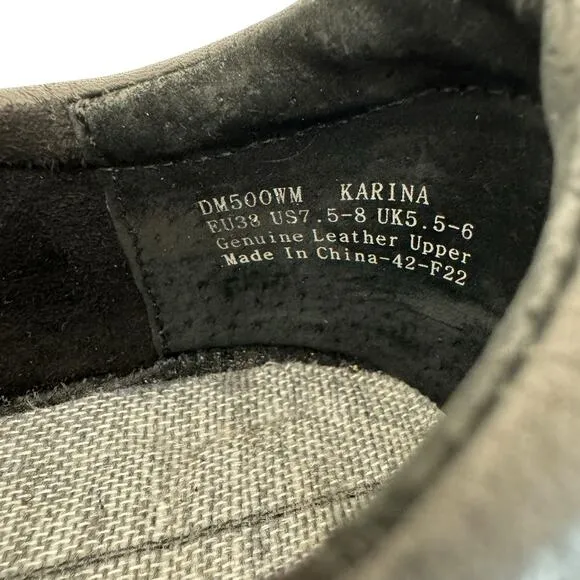 DM500WM KARINA
EU38 US7.5-8 UK5.5-6
Genuine Leather Upper
Made In China-42-F22